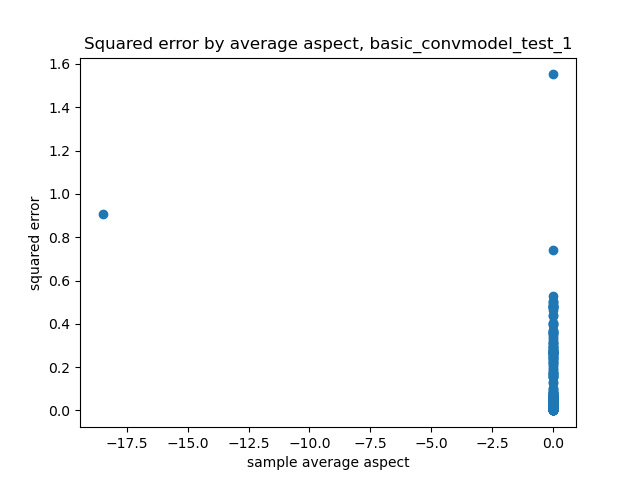 Squared error by average aspect, basic_convmodel_test_1
1.6
1.4
1.2
1.0
0.8
0.6
0.4
0.2
0.0
squared error
−17.5 −15.0 −12.5 −10.0 −7.5 −5.0 −2.5 0.0
sample average aspect